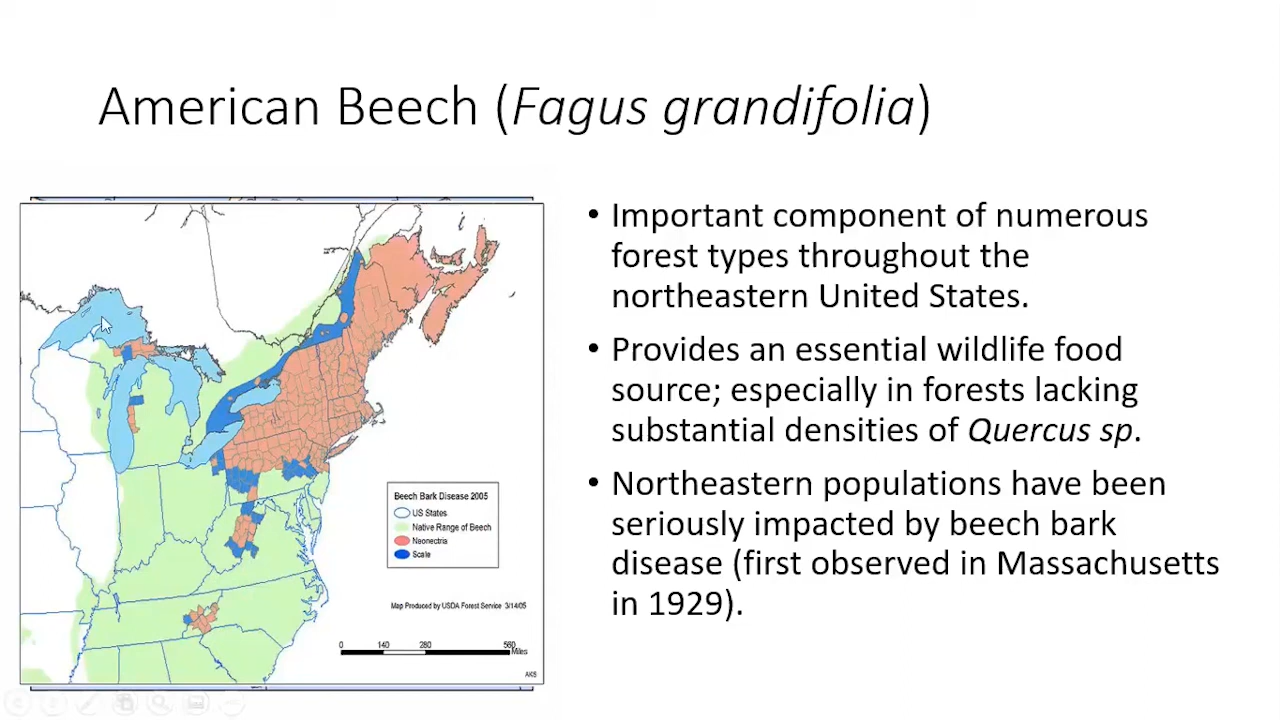 American Beech (Fagus grandifolia)
• Important component of numerous
forest types throughout the
northeastern United States.
• Provides an essential wildlife food
source; especially in forests lacking
substantial densities of Quercus sp.
• Northeastern populations have been
seriously impacted by beech bark
disease (first observed in Massachusetts
in 1929).
Beech Bark Disease 2005
US States
Native Range of Beech
Neonectria
Scale
Map Produced by USDA Forest Service 3/14/05
0 140 280 560
Miles
AKS